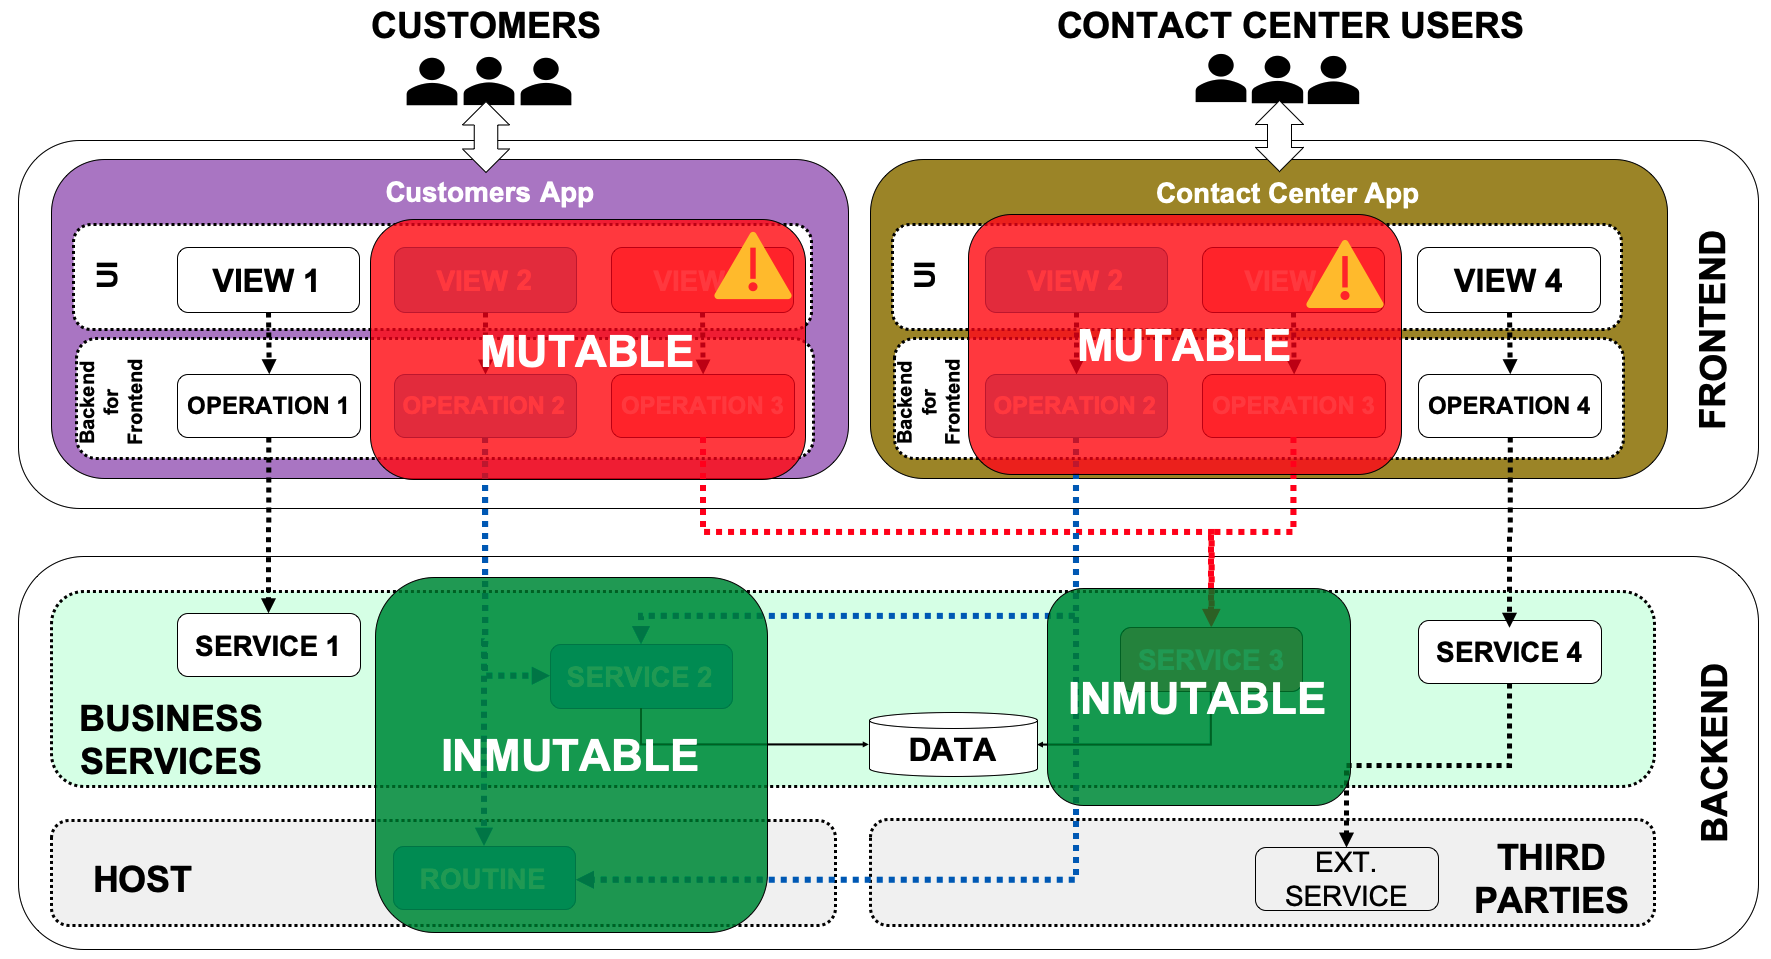 CUSTOMERS
CONTACT CENTER USERS
Customers App
Contact Center App
UI
VIEW 1
VIEW 2
VIEW
UI
VIEW 2
VIEW
VIEW 4
MUTABLE
MUTABLE
Backend
for
Frontend
OPERATION 1
OPERATION 2
OPERATION 3
Backend
for
Frontend
OPERATION 2
OPERATION 3
OPERATION 4
FRONTEND
SERVICE 1
SERVICE 2
SERVICE 3
SERVICE 4
BUSINESS
SERVICES
INMUTABLE
DATA
INMUTABLE
BACKEND
HOST
ROUTINE
EXT.
SERVICE
THIRD
PARTIES